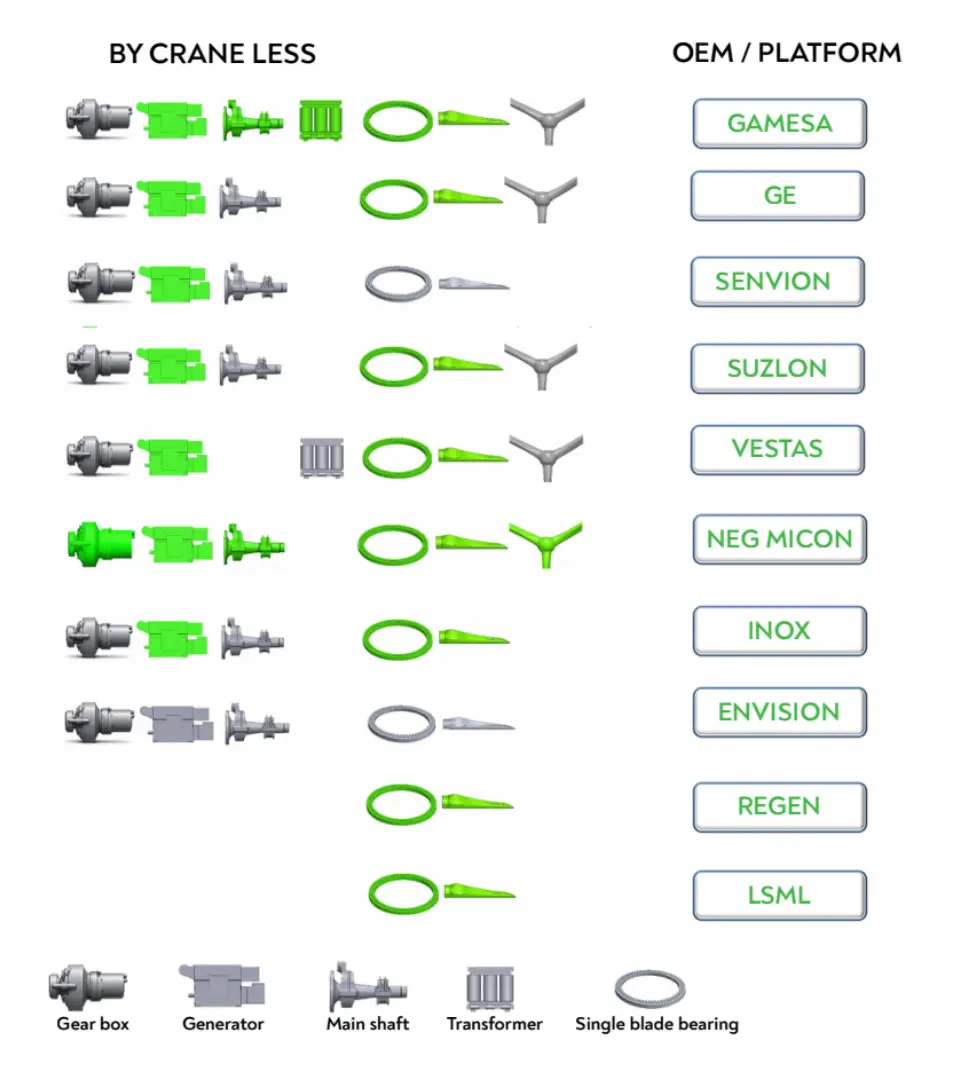 BY CRANE LESS
OEM / PLATFORM
GAMESA
GE
SENVION
SUZLON
VESTAS
NEG MICON
INOX
ENVISION
REGEN
LSML
Gear box
Generator
Main shaft
Transformer
Single blade bearing